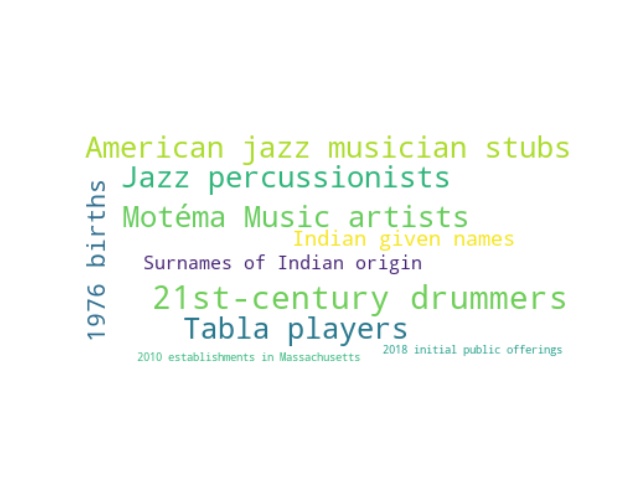 American jazz musician stubs
Jazz percussionists
1976 births
Motéma Music artists
Indian given names
Surnames of Indian origin
21st-century drummers
Tabla players
2018 initial public offerings
2010 establishments in Massachusetts